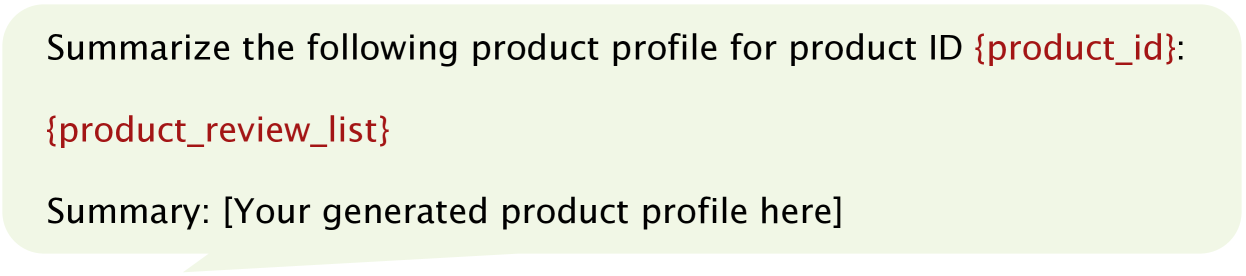 Summarize the following product profile for product ID {product_id}:
{product_review_list}
Summary: [Your generated product profile here]